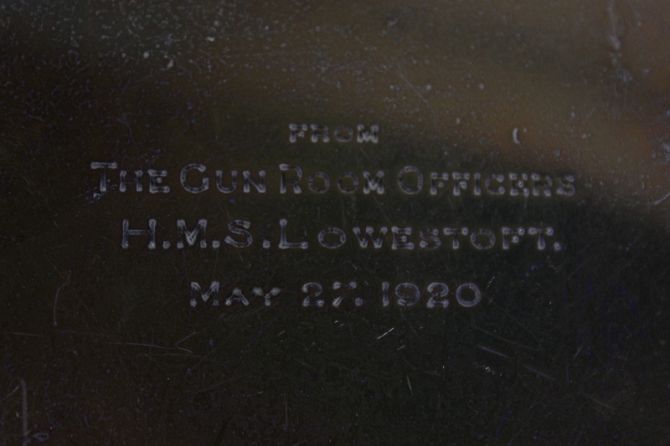 FROM
THE GUN ROOM OFFICERS
H.M.S. LOWESTOFT.
MAY 27. 1920